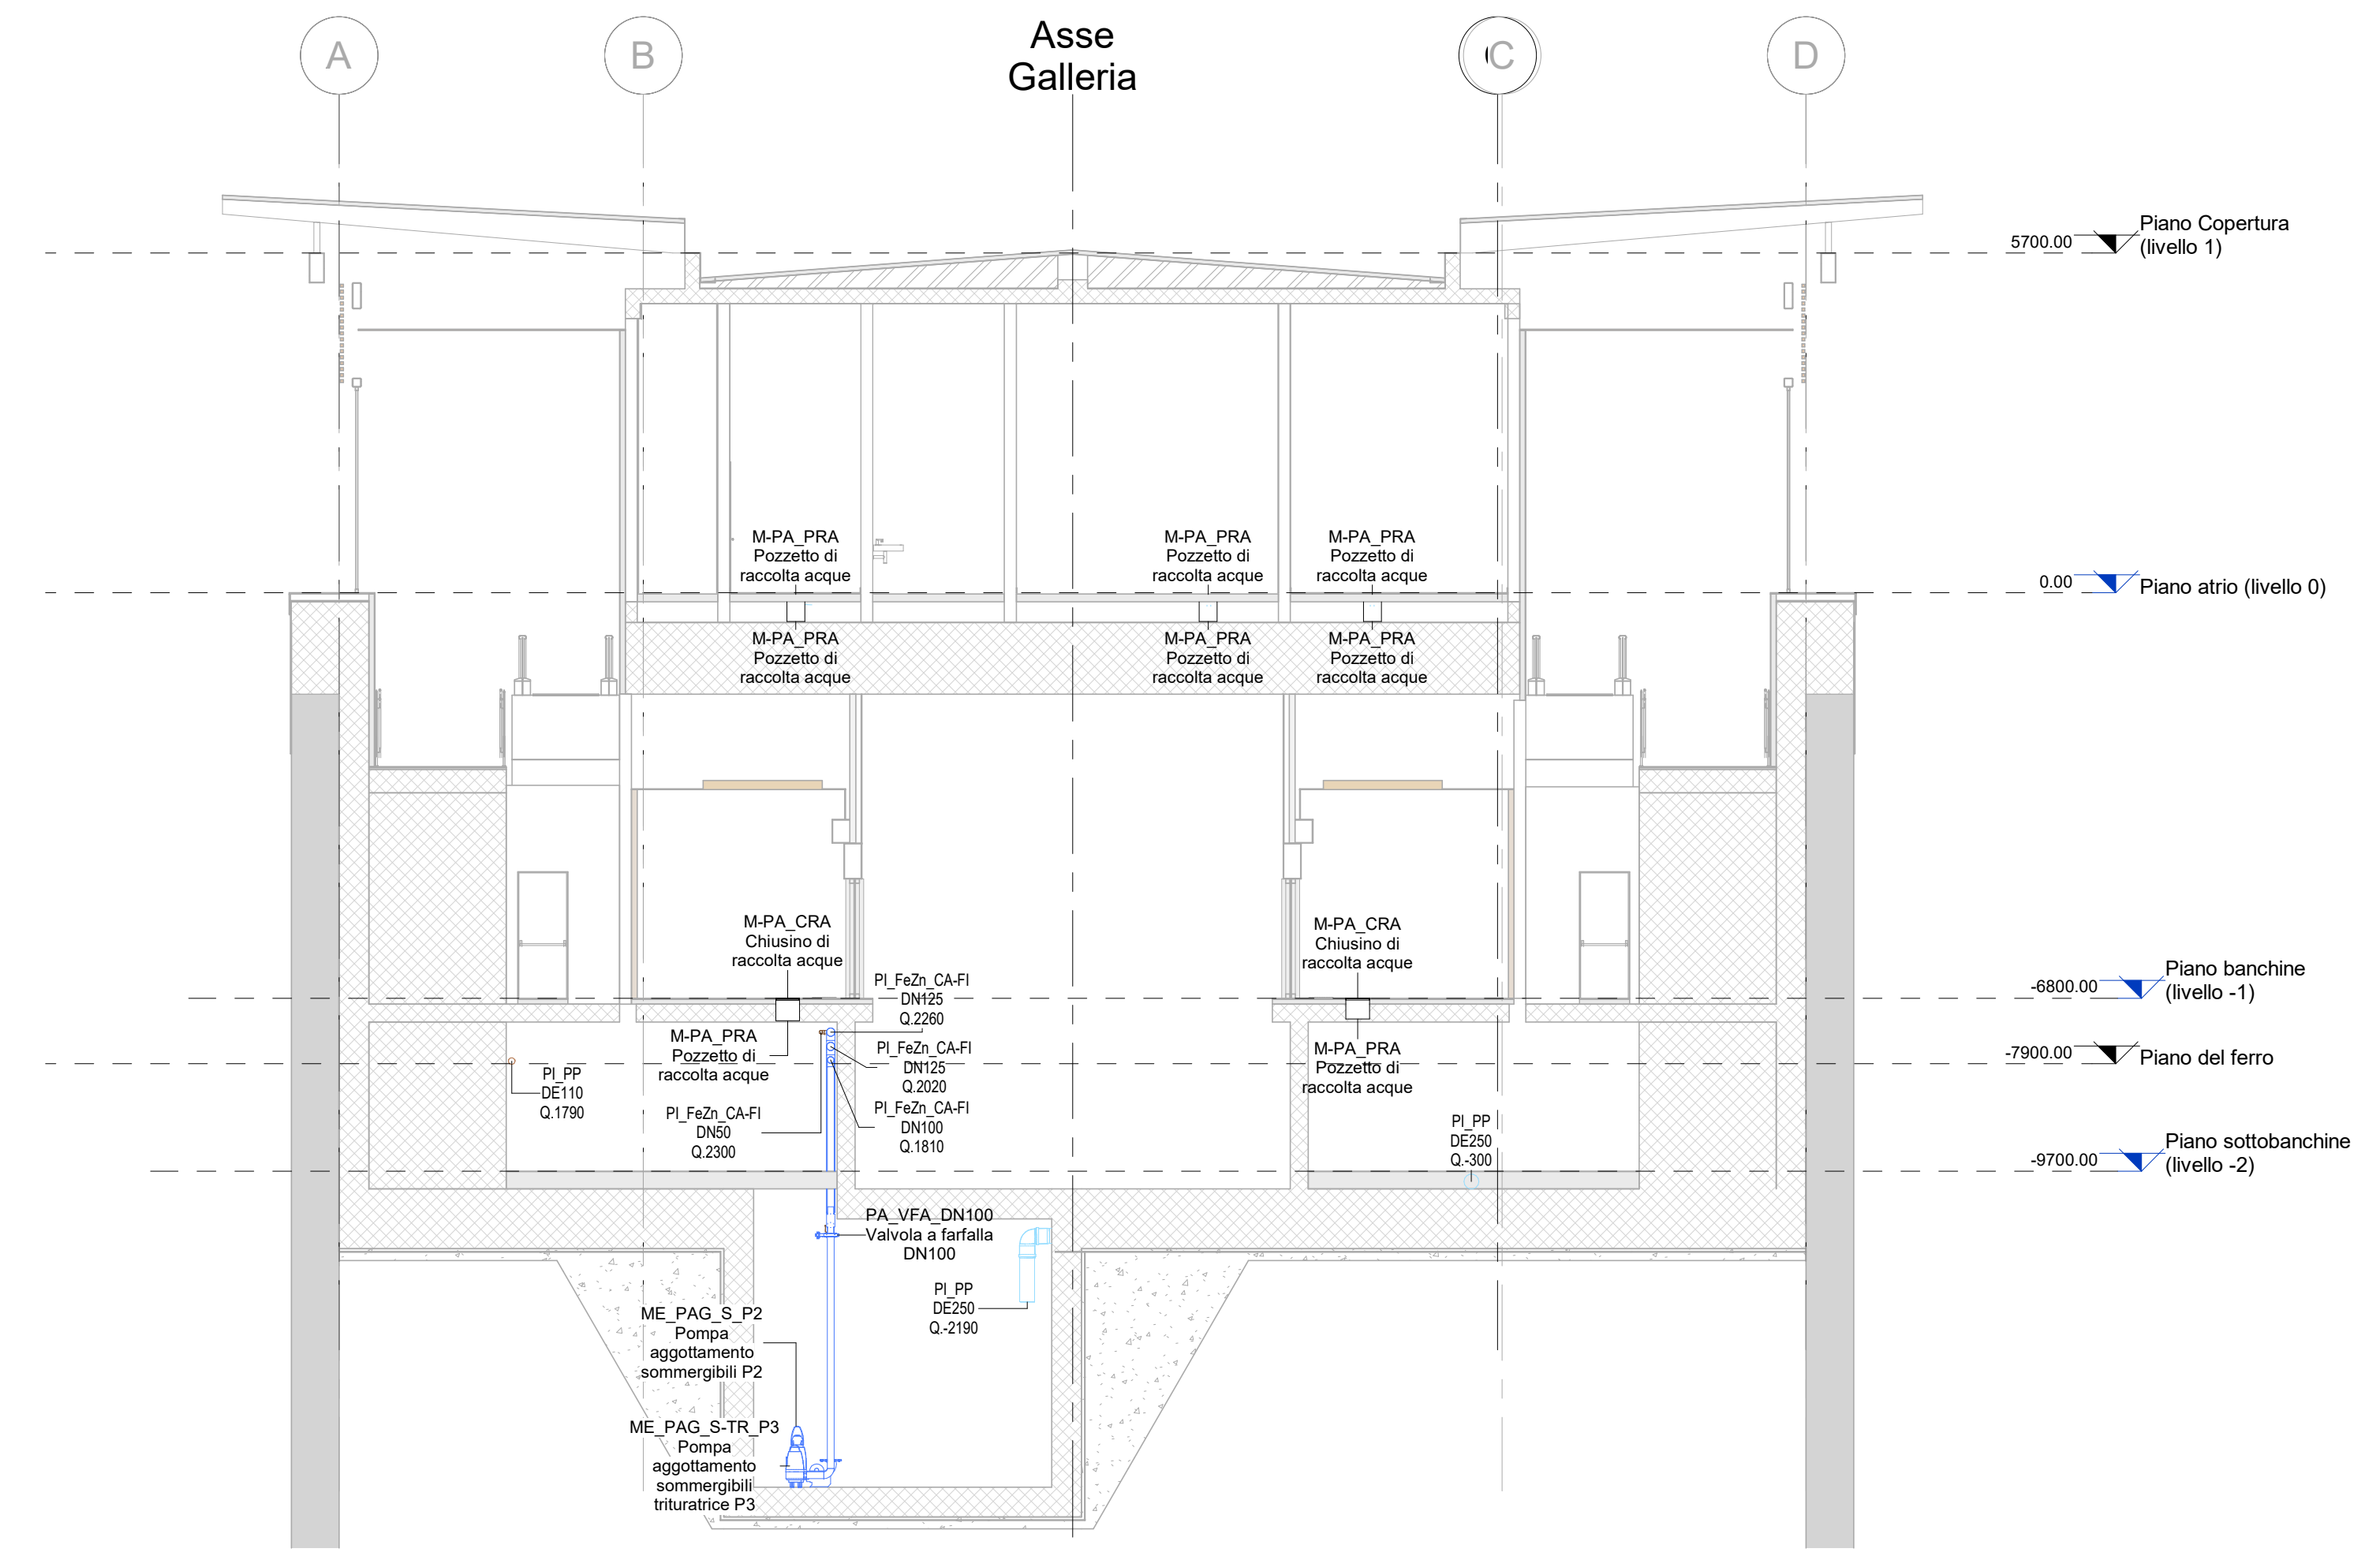 A
B
Asse
Galleria
C
D
5700.00
Piano Copertura
(livello 1)
M-PA_PRA
Pozzetto di
raccolta acque
M-PA_PRA
Pozzetto di
raccolta acque
M-PA_PRA
Pozzetto di
raccolta acque
0.00
Piano atrio (livello 0)
M-PA_PRA
Pozzetto di
raccolta acque
M-PA_PRA
Pozzetto di
raccolta acque
M-PA_PRA
Pozzetto di
raccolta acque
M-PA_CRA
Chiusino di
raccolta acque
M-PA_CRA
Chiusino di
raccolta acque
PI_FeZn_CA-FI
DN125
Q.2260
-6800.00
Piano banchine
(livello -1)
M-PA_PRA
Pozzetto di
raccolta acque
PI_FeZn_CA-FI
DN125
Q.2020
M-PA_PRA
Pozzetto di
raccolta acque
-7900.00
Piano del ferro
PI_PP
DE110
Q.1790
PI_FeZn_CA-FI
DN50
Q.2300
PI_FeZn_CA-FI
DN100
Q.1810
PI_PP
DE250
Q.-300
-9700.00
Piano sottobanchine
(livello -2)
PA_VFA_DN100
Valvola a farfalla
DN100
PI_PP
DE250
Q.-2190
ME_PAG_S_P2
Pompa
aggottamento
sommergibili P2
ME_PAG_S-TR_P3
Pompa
aggottamento
sommergibili
trituratrice P3